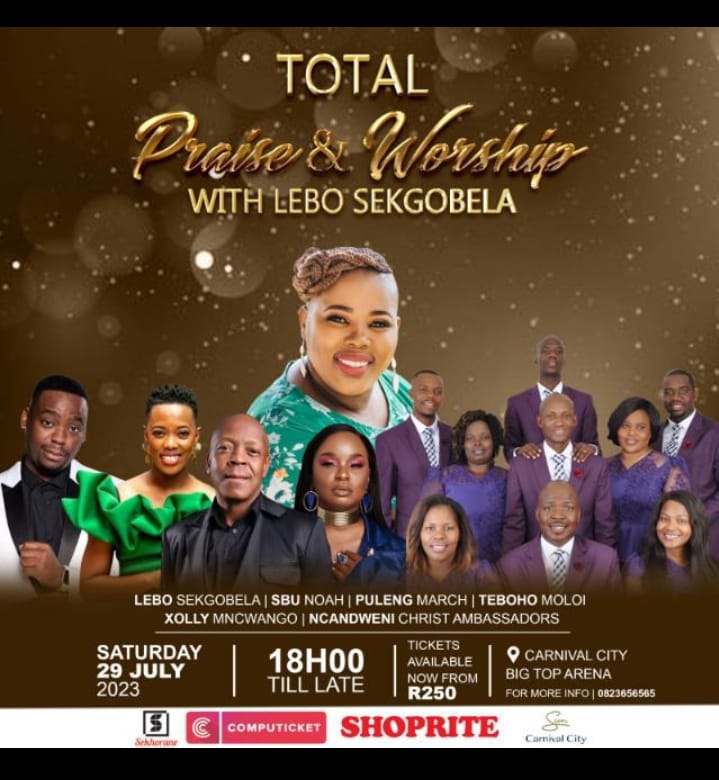 TOTAL
Praise & Worship
WITH LEBO SEKGOBELA
LEBO SEKGOBELA | SBU NOAH | PULENG MARCH | TEBOHO MOLOI
XOLLY MNCWANGO | NCANDWENI CHRIST AMBASSADORS
SATURDAY
29 JULY
2023
18H00
TILL LATE
TICKETS
AVAILABLE
NOW FROM
R250
CARNIVAL CITY
BIG TOP ARENA
FOR MORE INFO | 0823656565
S
Sekhorane
C COMPUTICKET
SHOPRITE
Sun
Carnival City